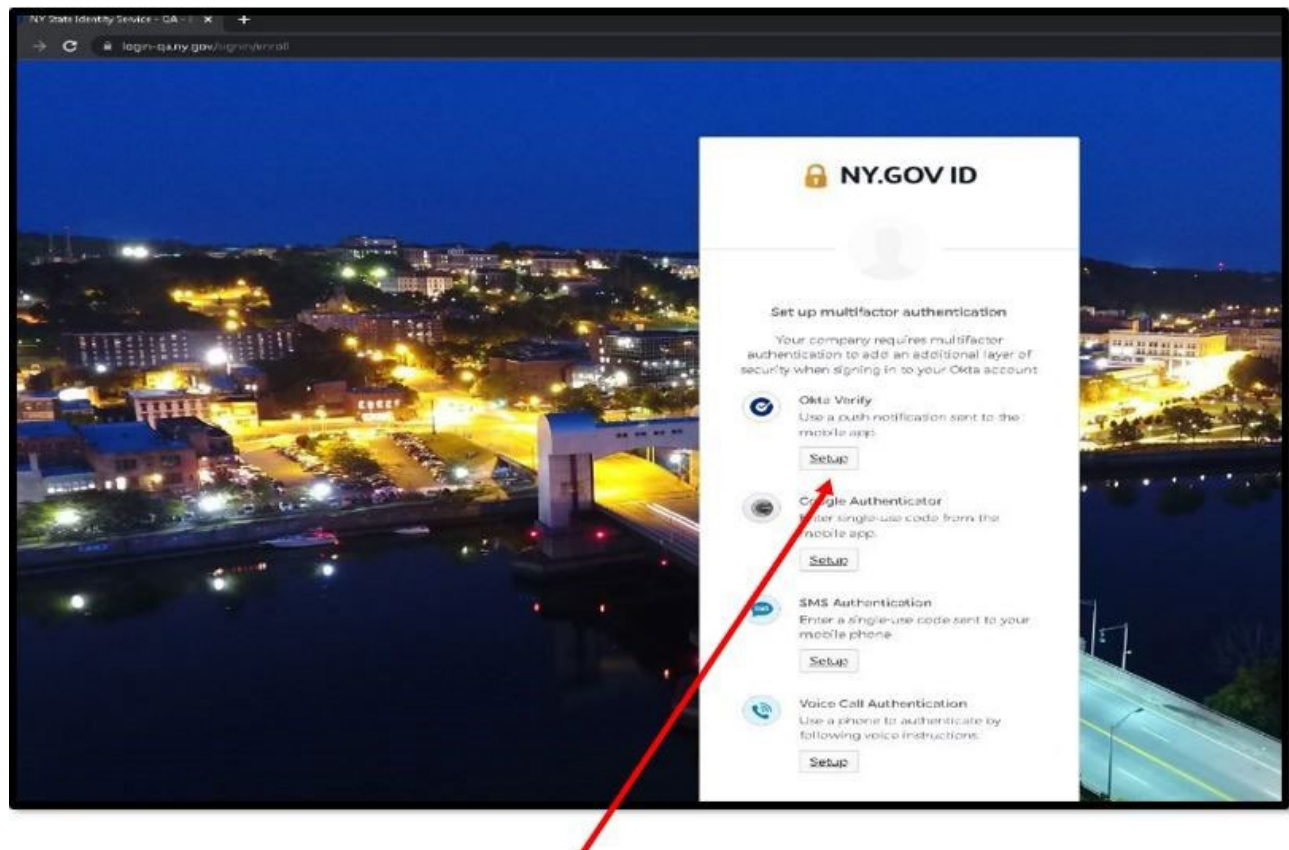 NY State Identity Service - QA -
login-qa.ny.gov/signin/enroll
NY.GOV ID
Set up multifactor authentication
Your company requires multifactor
authentication to add an additional layer of
security when signing in to your Okta account
Okta Verify
Use a push notification sent to the
mobile app.
Setup
Google Authenticator
Enter single-use code from the
mobile app.
Setup
SMS
SMS Authentication
Enter a single-use code sent to your
mobile phone.
Setup
Voice Call Authentication
Use a phone to authenticate by
following voice instructions.
Setup